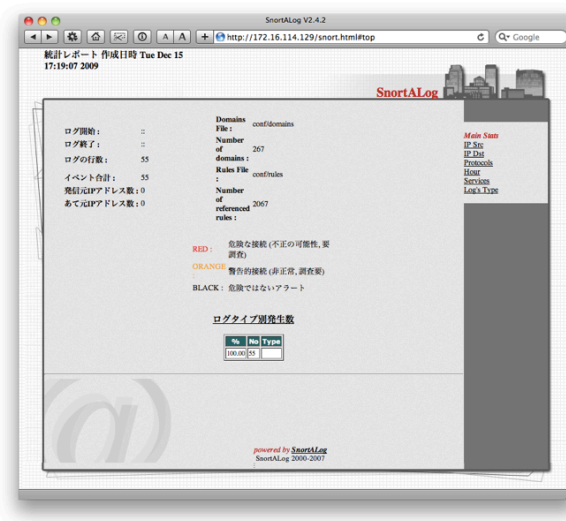 SnortALog V2.4.2
A A
http://172.16.114.129/snort.html#top
Google
統計レポート 作成日時 Tue Dec 15
17:19:07 2009
SnortALog
ログ開始 : ::
ログ終了 : ::
ログの行数 : 55
イベント合計 : 55
発信元IPアドレス数 : 0
あて元IPアドレス数 : 0
Domains
File : conf/domains
Number
of 267
domains :
Rules File
: conf/rules
Number
of
referenced 2067
rules :
Main Stats
IP Src
IP Dst
Protocols
Hour
Services
Log's Type
RED : 危険な接続 (不正の可能性, 要
調査)
ORANGE
: 警告的接続 (非正常, 調査要)
BLACK : 危険ではないアラート
ログタイプ別発生数
% No Type
100.00 55
powered by SnortALog
SnortALog 2000-2007